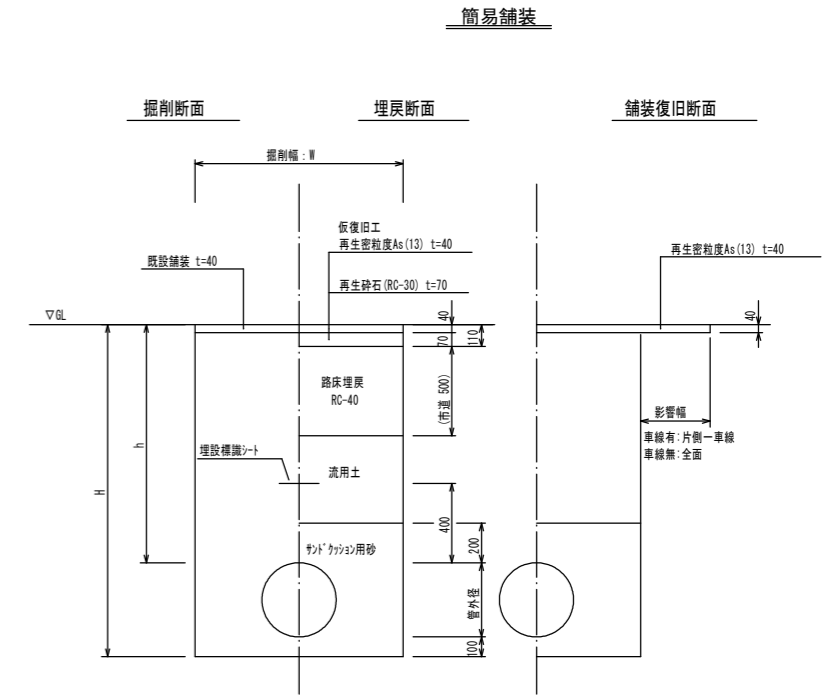 簡易舗装
掘削断面
埋戻断面
舗装復旧断面
掘削幅：W
仮復旧工
再生密粒度As(13) t=40
再生砕石(RC-30) t=70
既設舗装 t=40
再生密粒度As(13) t=40
▽GL
40
70
110
40
路床埋戻
RC-40
(市道 500)
影響幅
車線有:片側一車線
車線無:全面
h
H
埋設標識シート
流用土
400
サンドクッション用砂
200
管外径
100